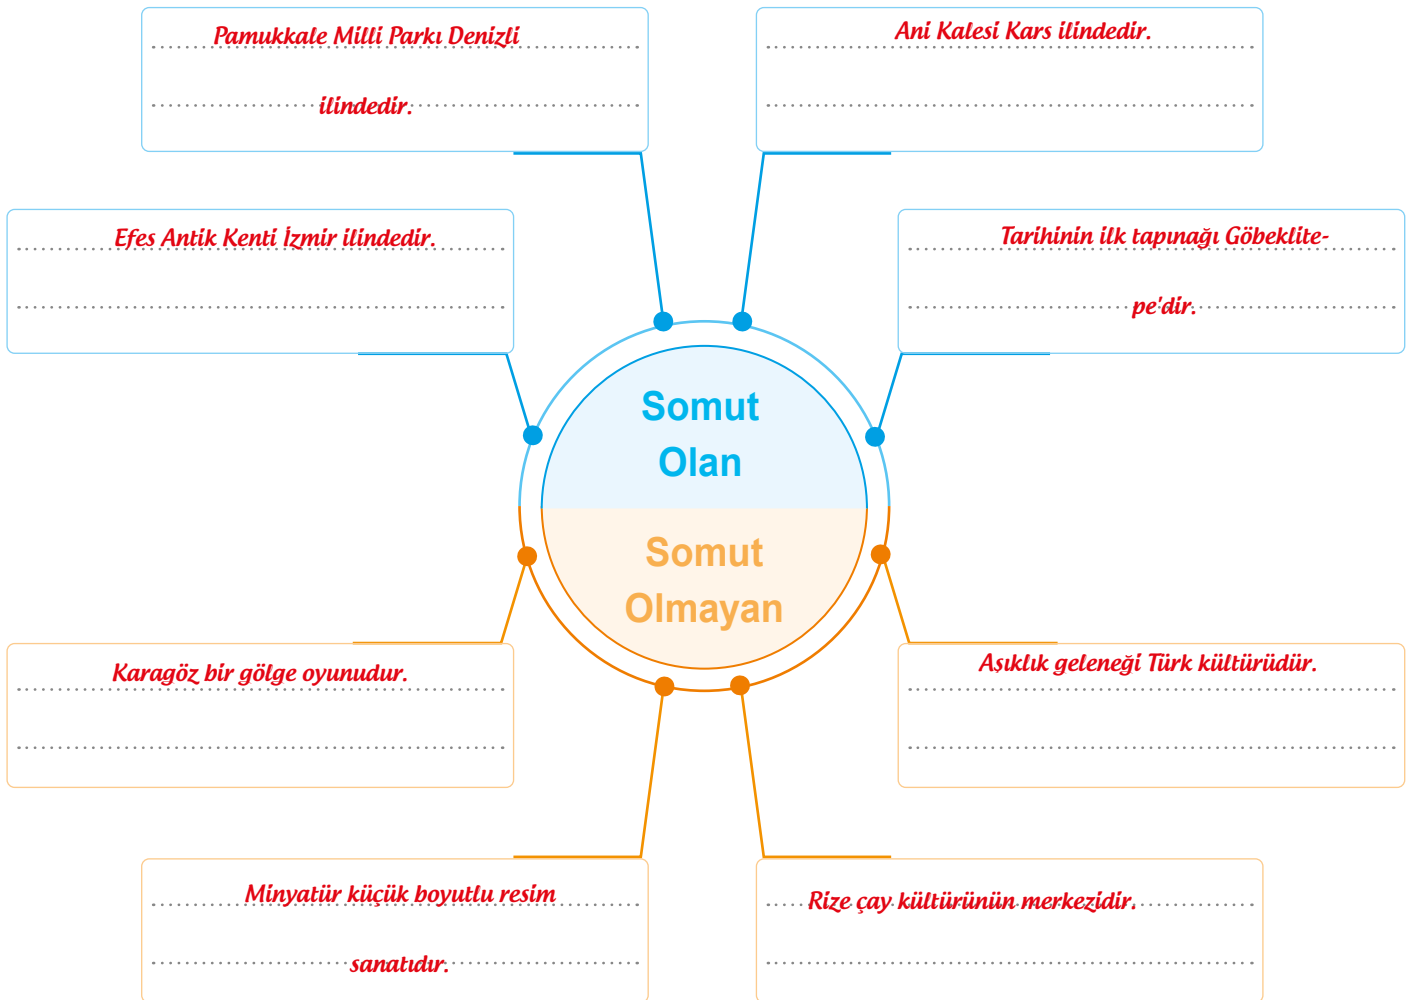 Pamukkale Milli Parkı Denizli
ilindedir.
Ani Kalesi Kars ilindedir.
Efes Antik Kenti İzmir ilindedir.
Tarihinin ilk tapınağı Göbeklite-
pe'dir.
Somut
Olan
Somut
Olmayan
Karagöz bir gölge oyunudur.
Aşıklık geleneği Türk kültürüdür.
Minyatür küçük boyutlu resim
sanatıdır.
Rize çay kültürünün merkezidir.